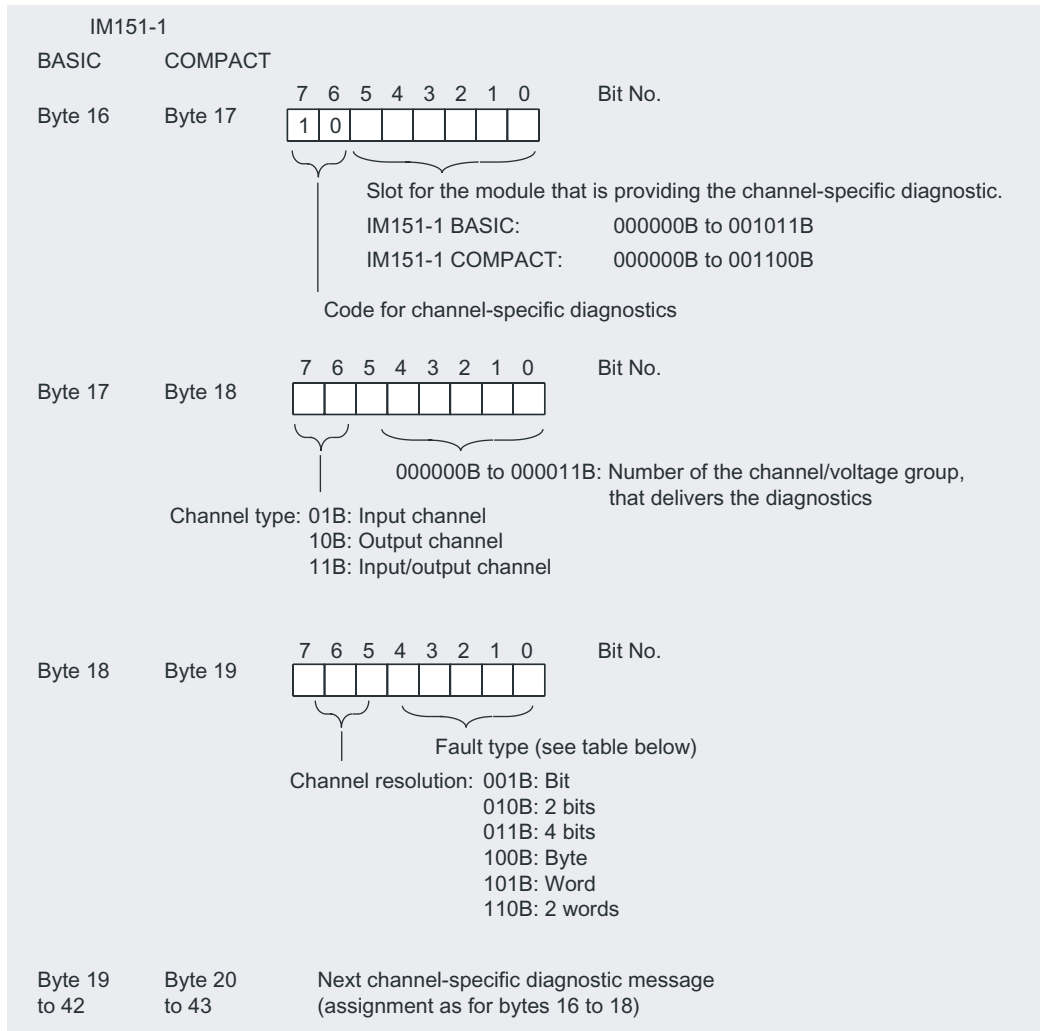 IM151-1
BASIC COMPACT
7 6 5 4 3 2 1 0 Bit No.
Byte 16 Byte 17
1 0
Slot for the module that is providing the channel-specific diagnostic.
IM151-1 BASIC: 000000B to 001011B
IM151-1 COMPACT: 000000B to 001100B
Code for channel-specific diagnostics
7 6 5 4 3 2 1 0 Bit No.
Byte 17 Byte 18
000000B to 000011B: Number of the channel/voltage group,
that delivers the diagnostics
Channel type: 01B: Input channel
10B: Output channel
11B: Input/output channel
7 6 5 4 3 2 1 0 Bit No.
Byte 18 Byte 19
Fault type (see table below)
Channel resolution: 001B: Bit
010B: 2 bits
011B: 4 bits
100B: Byte
101B: Word
110B: 2 words
Byte 19 Byte 20 Next channel-specific diagnostic message
to 42 to 43 (assignment as for bytes 16 to 18)